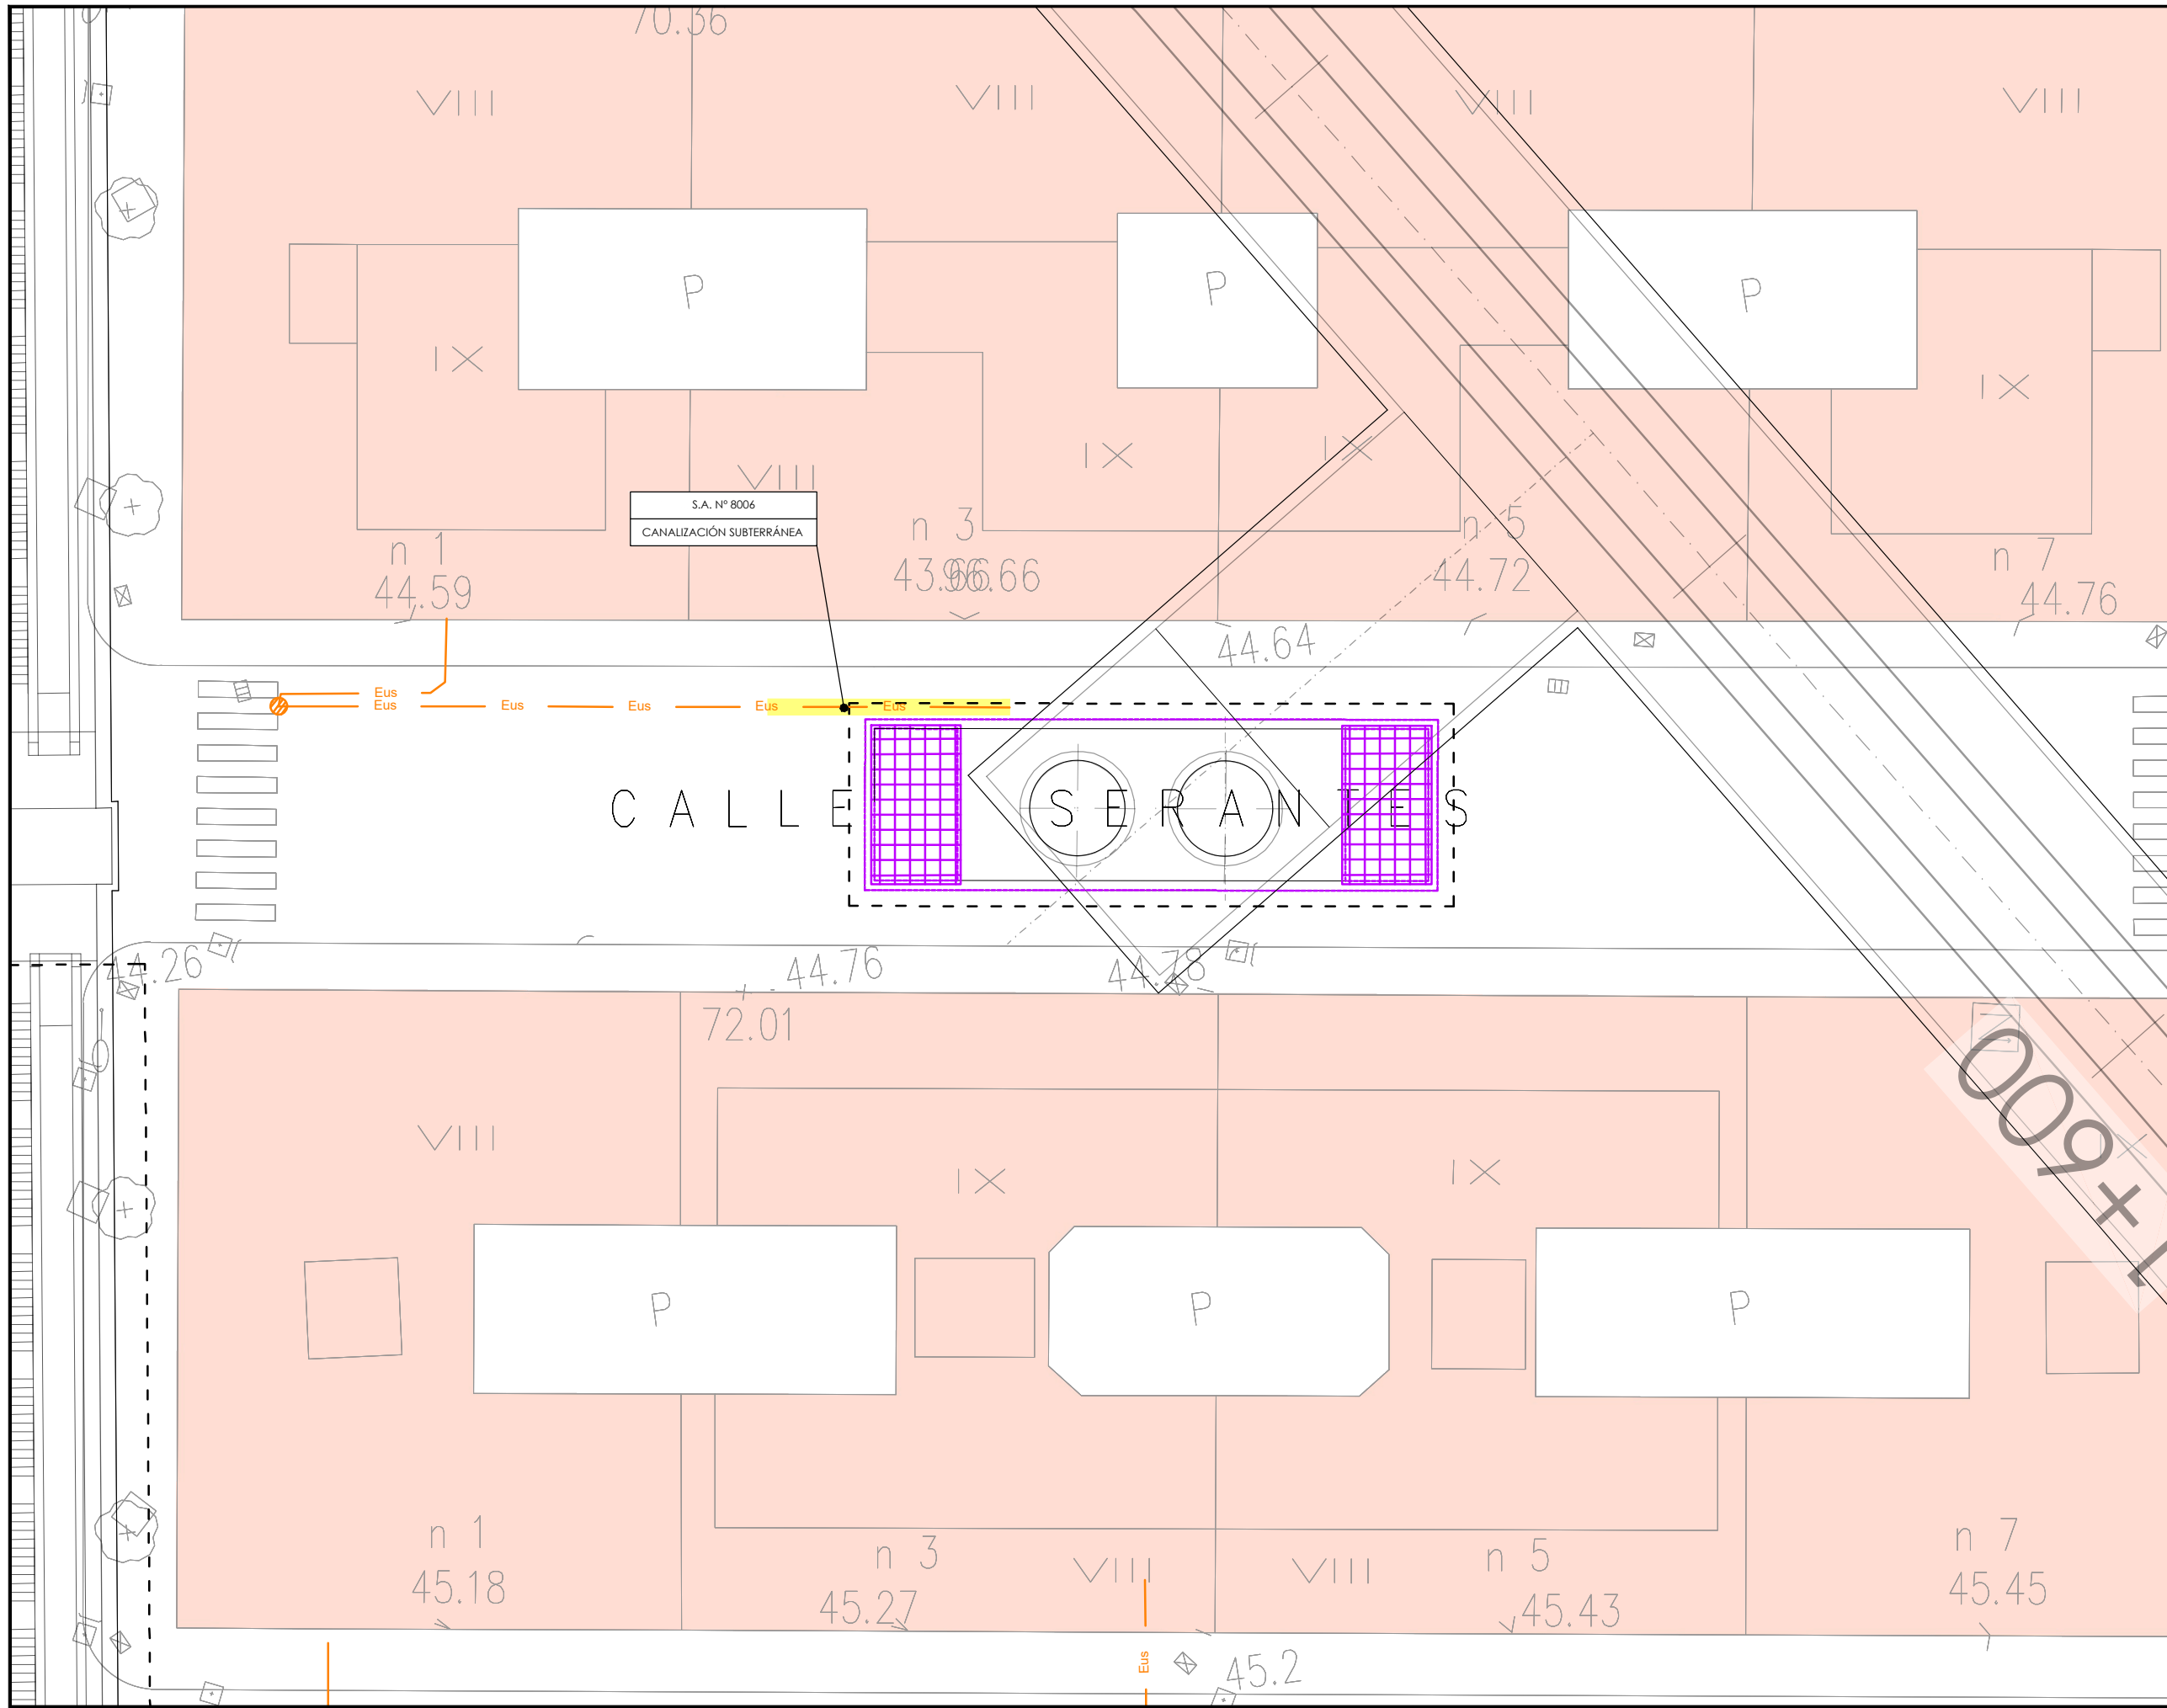 70.36
VIII VIII VIII VIII
P P P
IX IX
IX IX
VIII
S.A. Nº 8006
CANALIZACIÓN SUBTERRÁNEA
n 1 n 3 n 5 n 7
44.59 44.72 44.76
44.64
Eus
Eus Eus Eus Eus Eus
CALLE SERANTES
44.26 44.76 44.78
72.01
1+600
VIII IX IX
P P P
n 1 n 3 n 5 n 7
VIII VIII
45.18 45.27 45.43 45.45
Eus
45.2